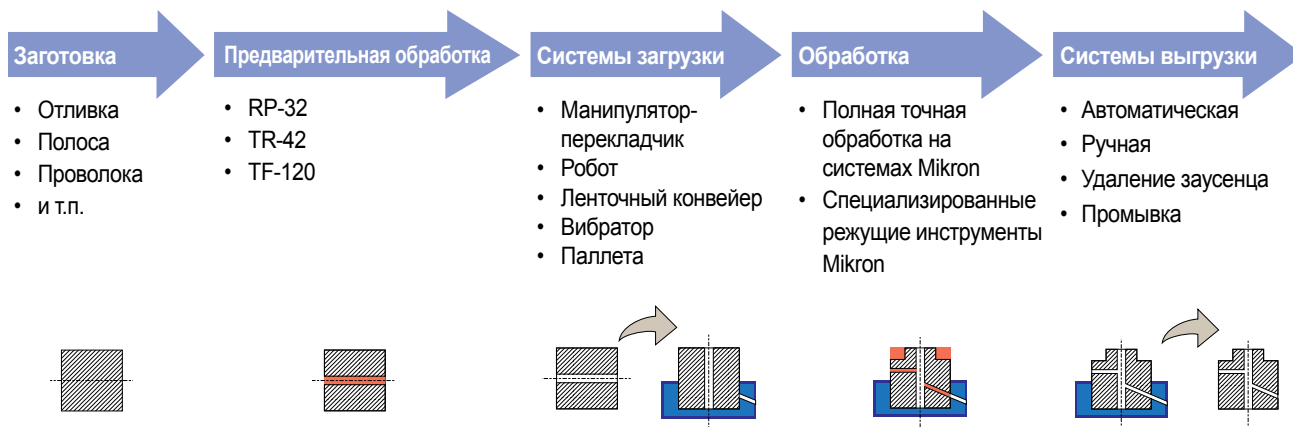 Заготовка
• Отливка
• Полоса
• Проволока
• и т.п.
Предварительная обработка
• RP-32
• TR-42
• TF-120
Системы загрузки
• Манипулятор-
перекладчик
• Робот
• Ленточный конвейер
• Вибратор
• Паллета
Обработка
• Полная точная
обработка на
системах Mikron
• Специализированные
режущие инструменты
Mikron
Системы выгрузки
• Автоматическая
• Ручная
• Удаление заусенца
• Промывка